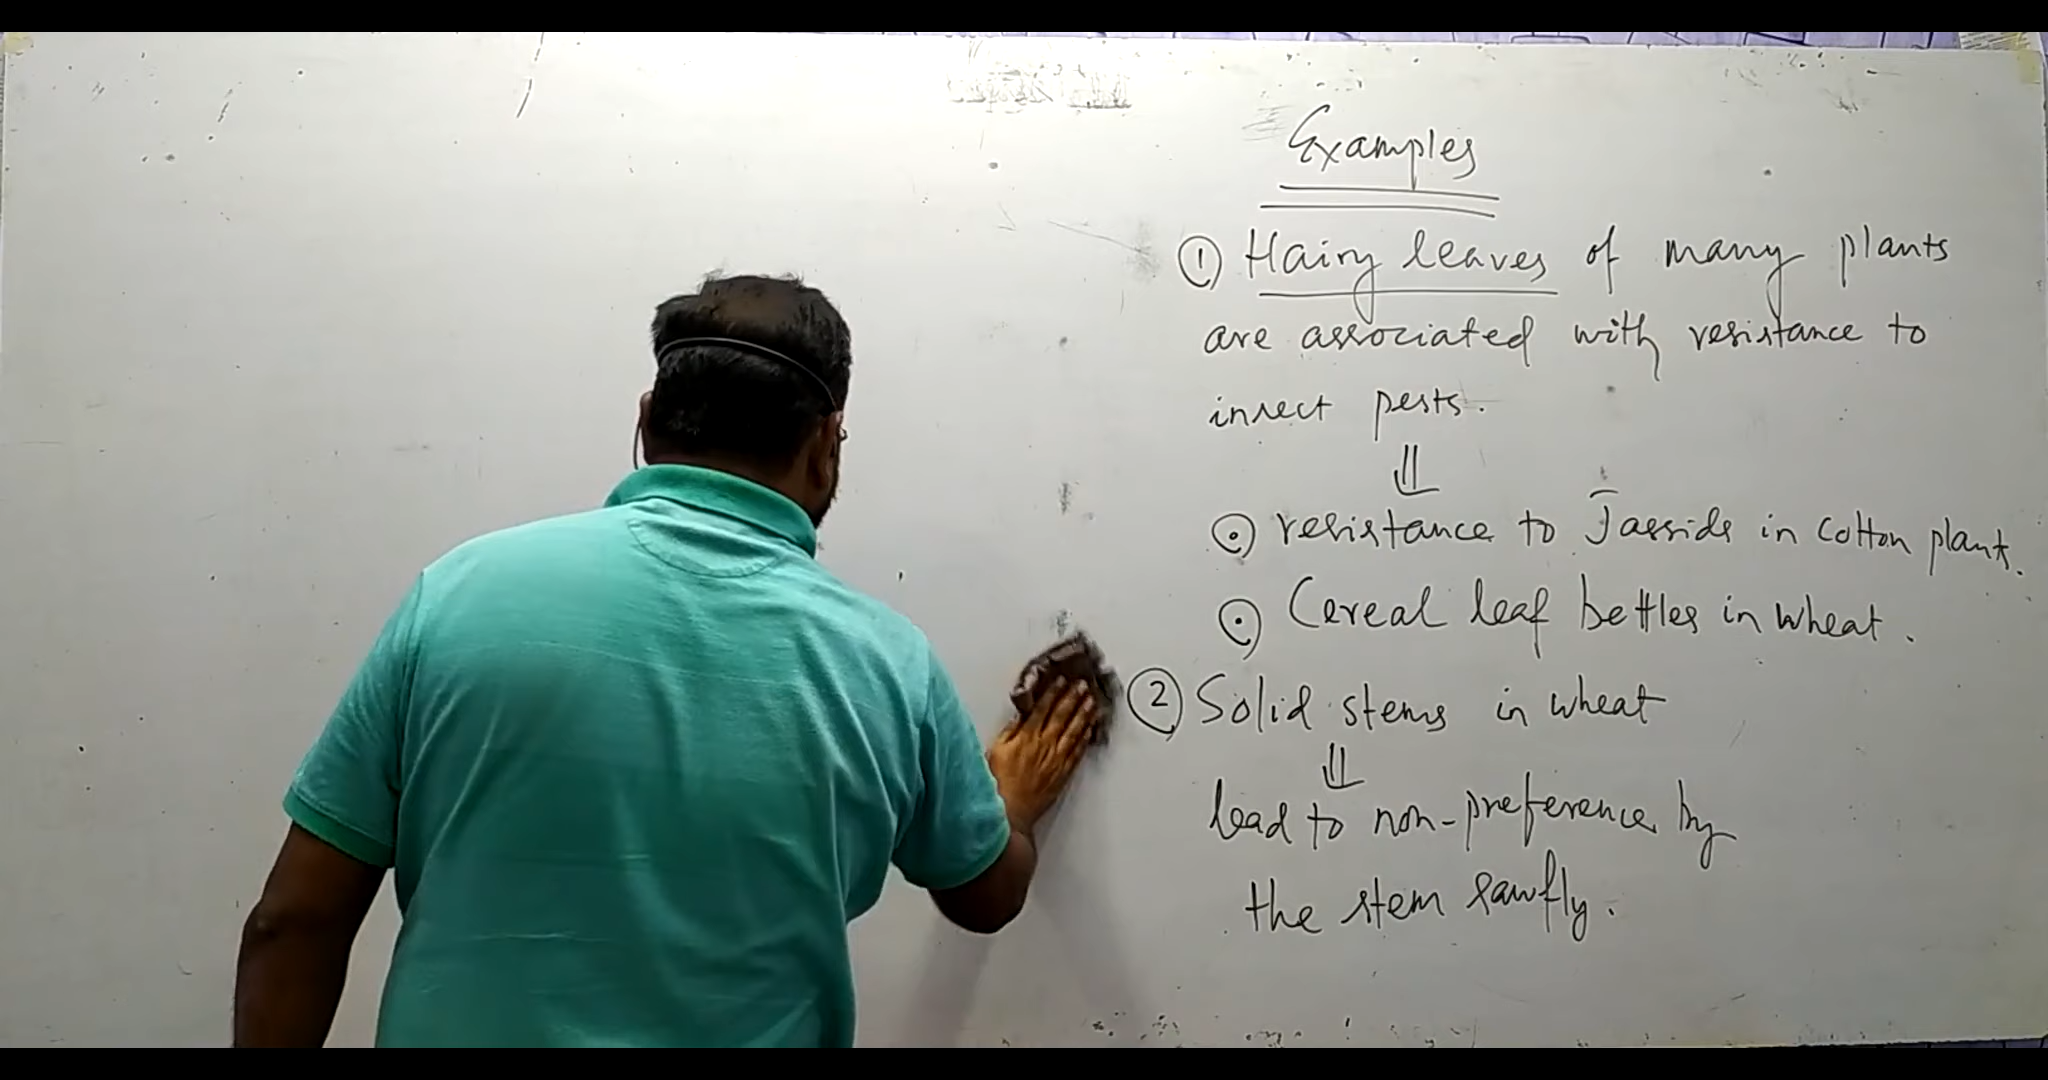 Examples
① Hairy leaves of many plants
are associated with resistance to
insect pests.
⇓
⊙ resistance to Jassids in Cotton plant.
⊙ Cereal leaf bettles in wheat.
② Solid stems in wheat
⇓
lead to non-preference by
the stem sawfly.